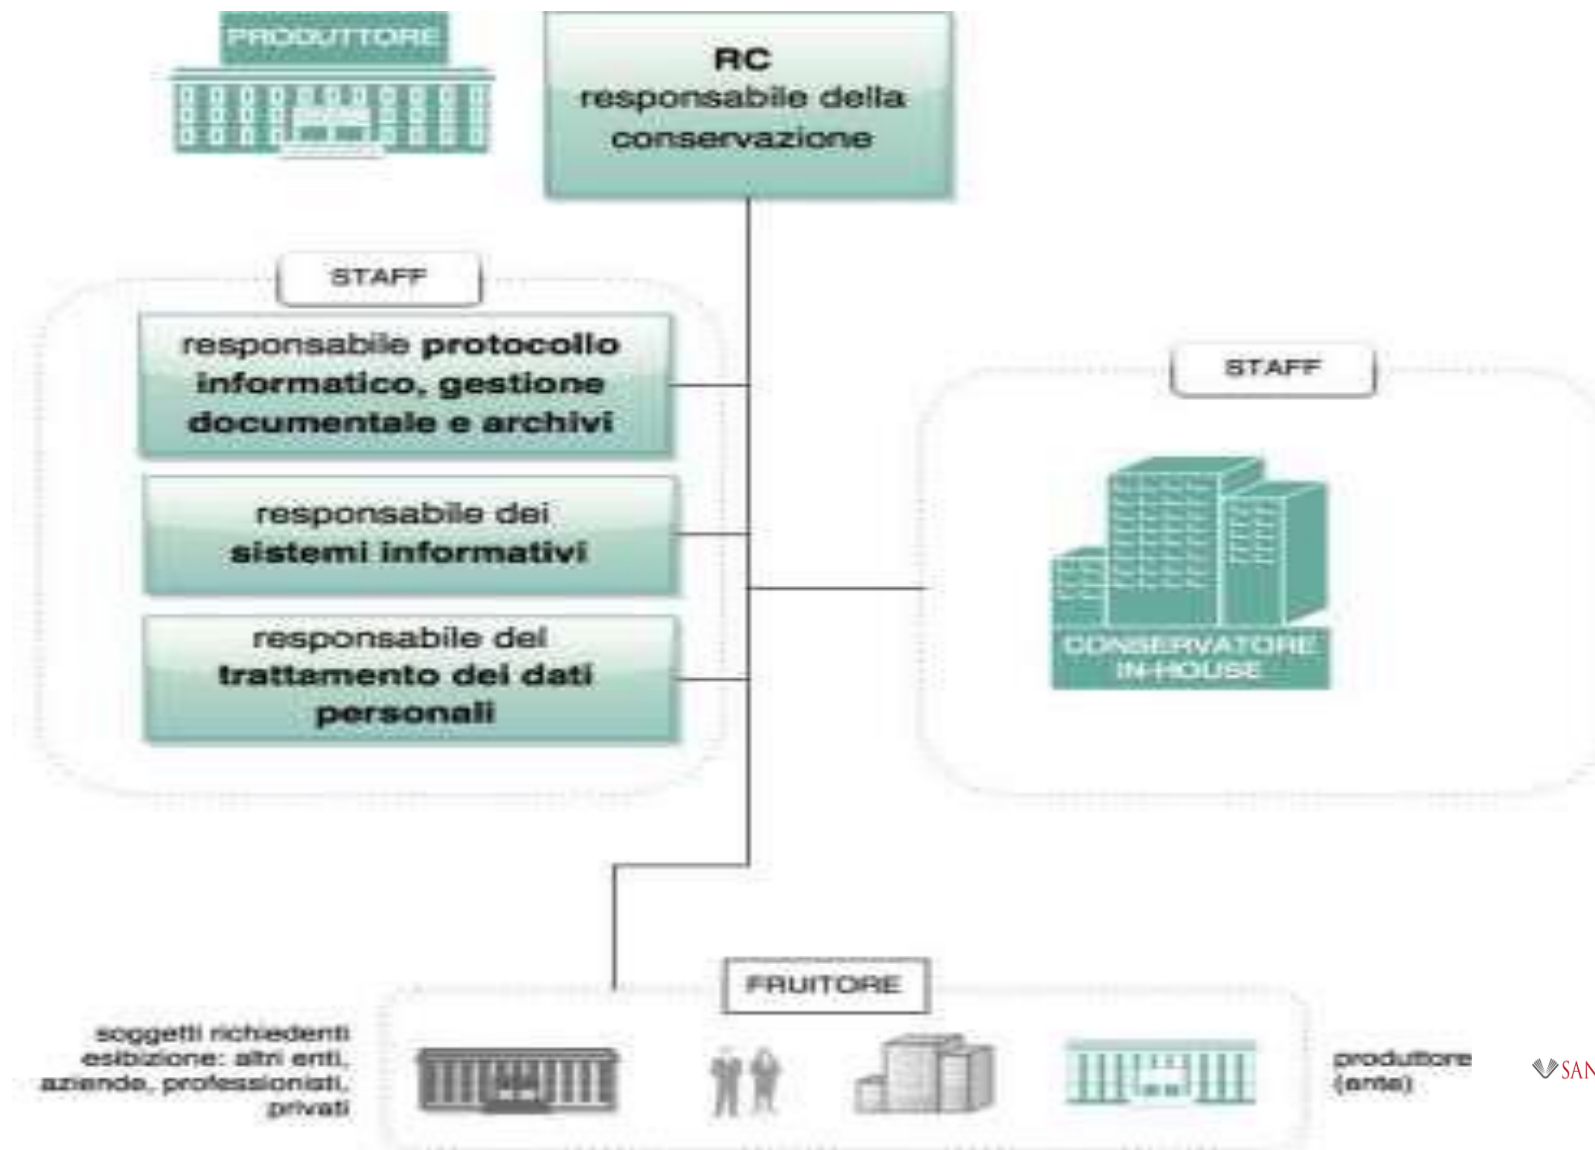 PRODUTTORE
RC
responsabile della
conservazione
STAFF
responsabile protocollo
informatico, gestione
documentale e archivi
responsabile dei
sistemi informativi
responsabile del
trattamento dei dati
personali
STAFF
CONSERVATORE
IN-HOUSE
FRUITORE
soggetti richiedenti
esibizione: altri enti,
aziende, professionisti,
privati
produttore
(ente)
SAN